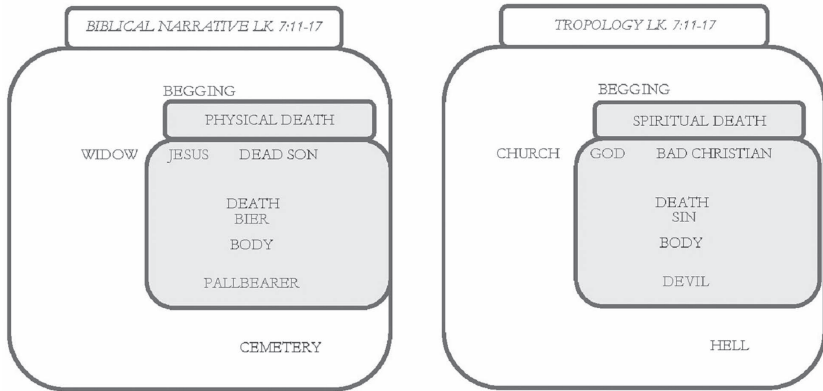 BIBLICAL NARRATIVE LK. 7:11-17
BEGGING
PHYSICAL DEATH
WIDOW JESUS DEAD SON
DEATH
BIER
BODY
PALLBEARER
CEMETERY
TROPOLOGY LK. 7:11-17
BEGGING
SPIRITUAL DEATH
CHURCH GOD BAD CHRISTIAN
DEATH
SIN
BODY
DEVIL
HELL